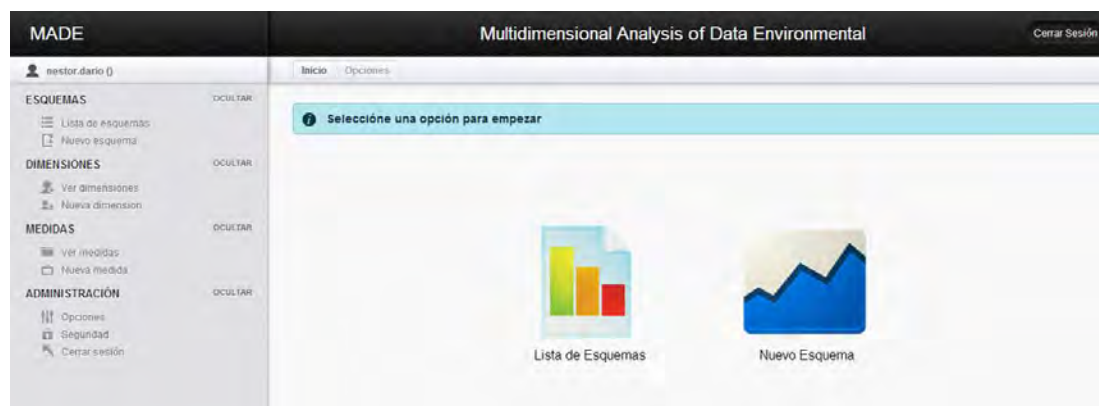 MADE
Multidimensional Analysis of Data Environmental
Cerrar Sesión
nestor.dario ()
Inicio Opciones
ESQUEMAS OCULTAR
Lista de esquemas
Nuevo esquema
DIMENSIONES OCULTAR
Ver dimensiones
Nueva dimension
MEDIDAS OCULTAR
Ver medidas
Nueva medida
ADMINISTRACIÓN OCULTAR
Opciones
Seguridad
Cerrar sesión
Seleccióne una opción para empezar
Lista de Esquemas
Nuevo Esquema